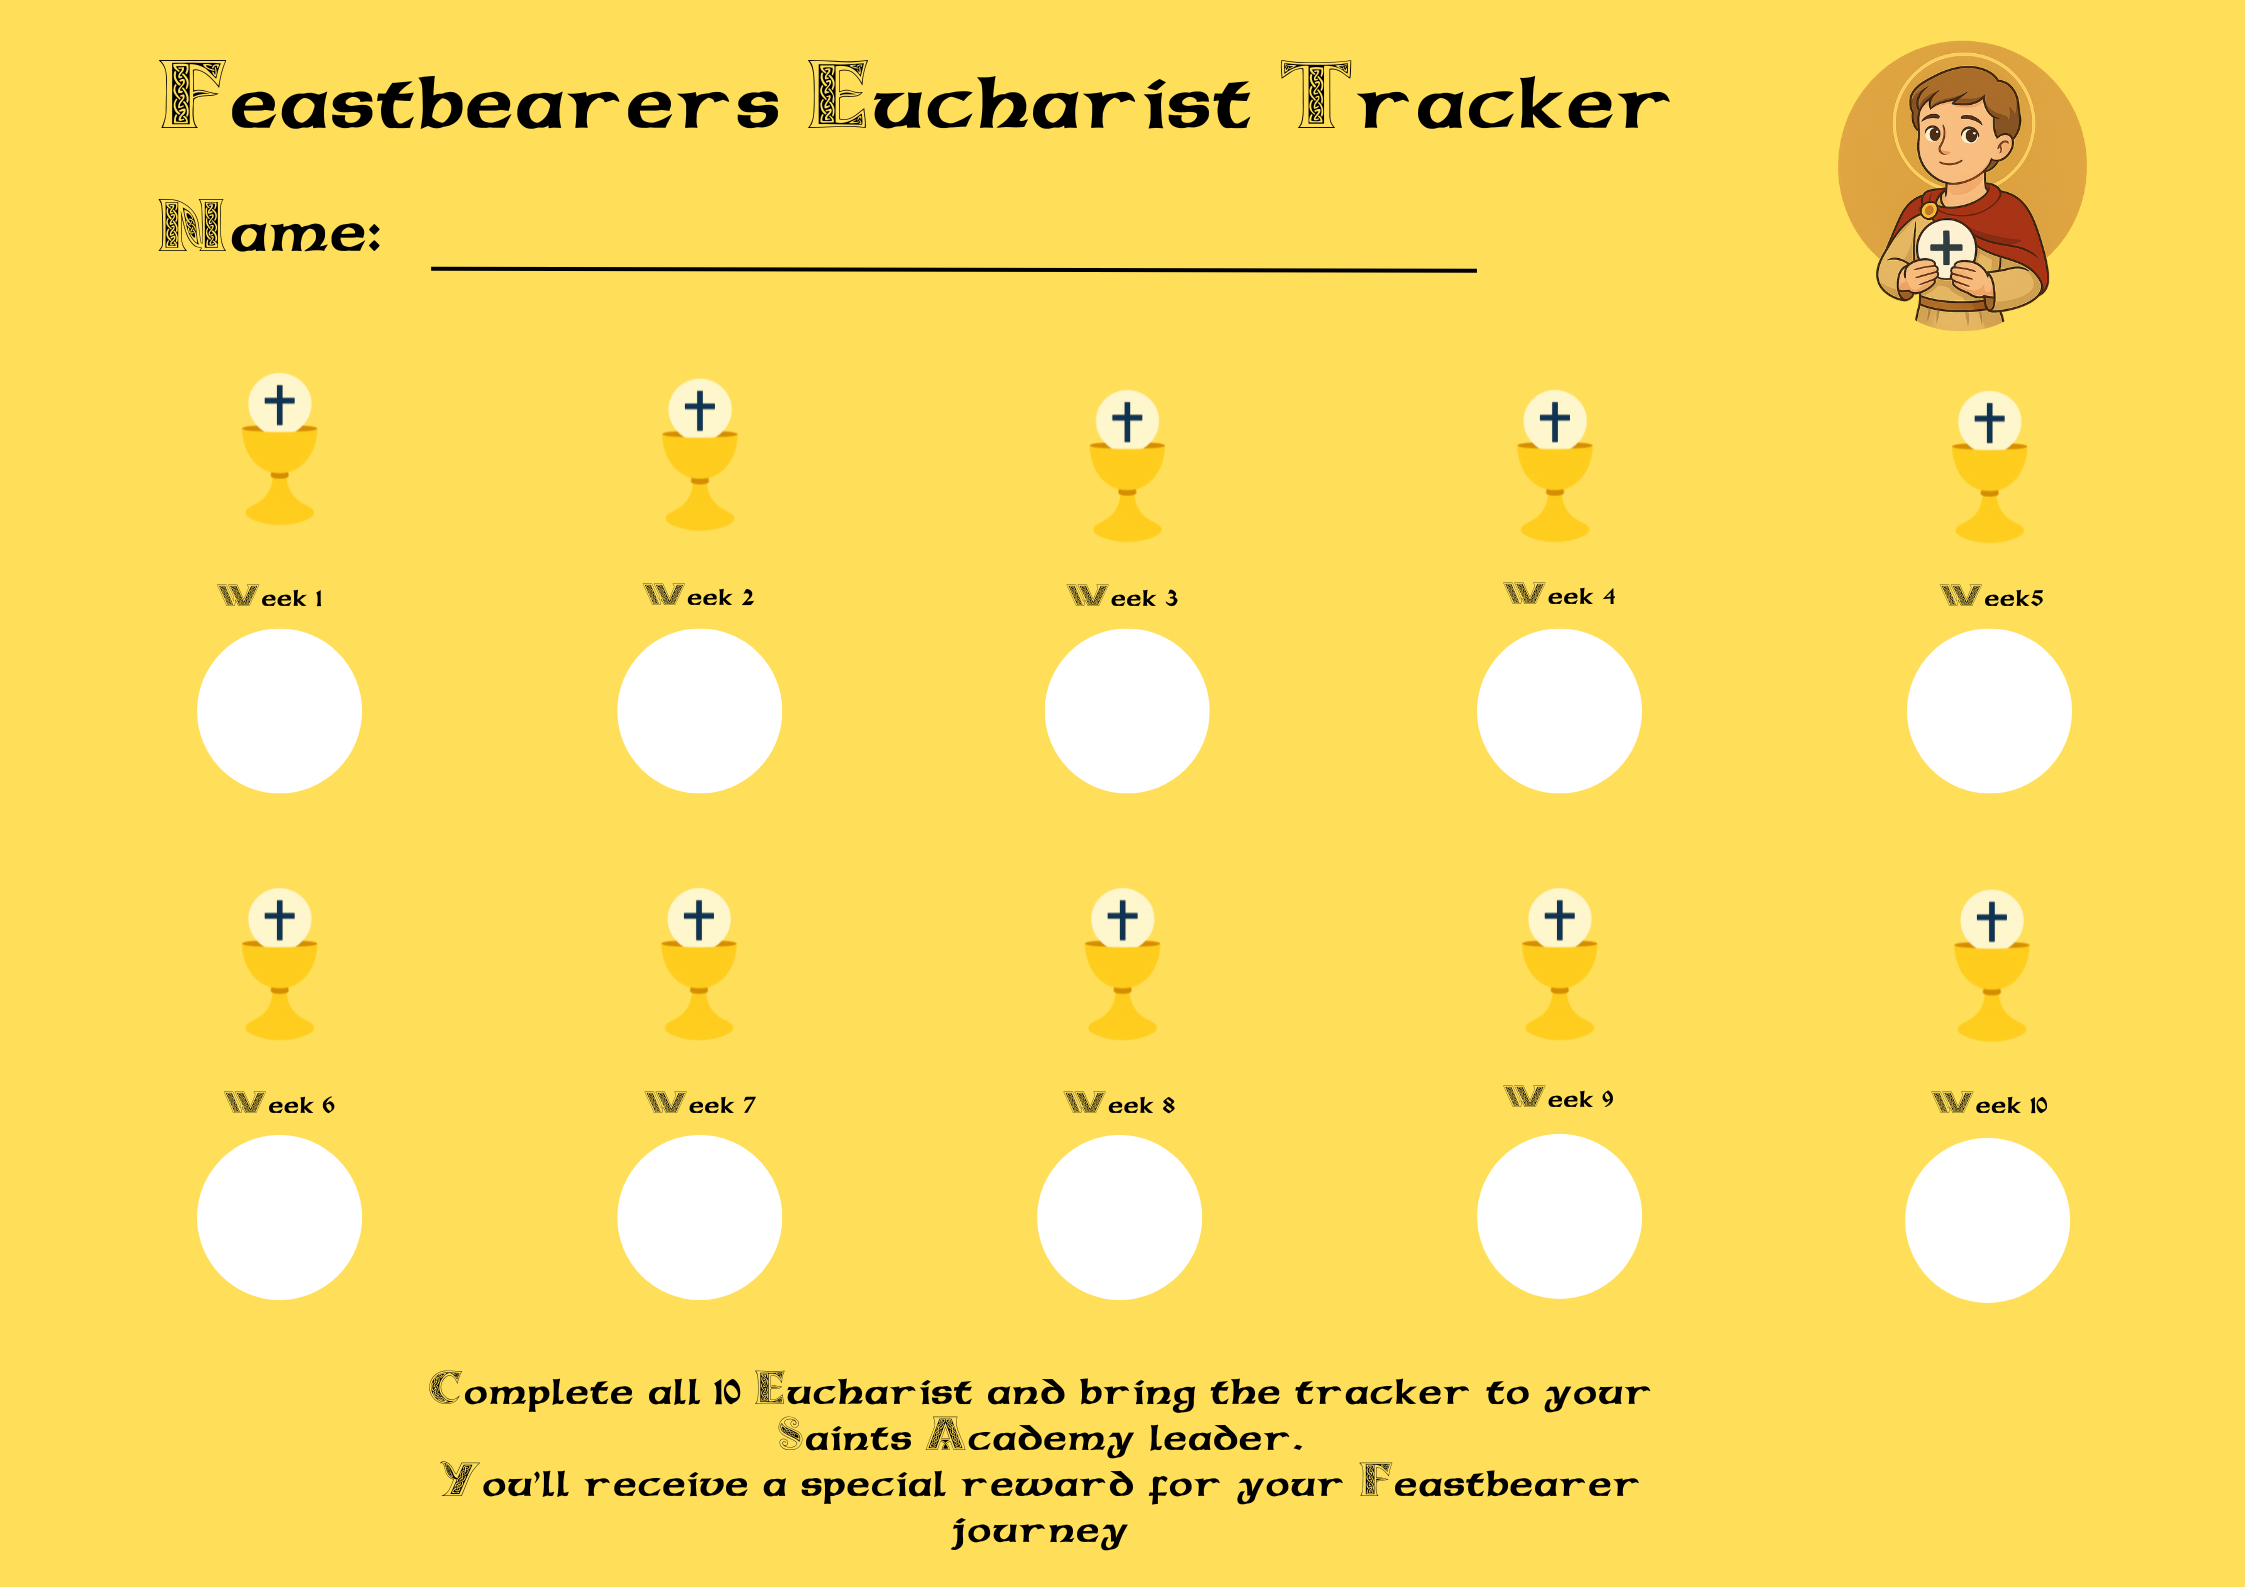 Feastbearers Eucharist Tracker
Name:
Week 1
Week 2
Week 3
Week 4
Week5
Week 6
Week 7
Week 8
Week 9
Week 10
Complete all 10 Eucharist and bring the tracker to your
Saints Academy leader.
You'll receive a special reward for your Feastbearer
journey